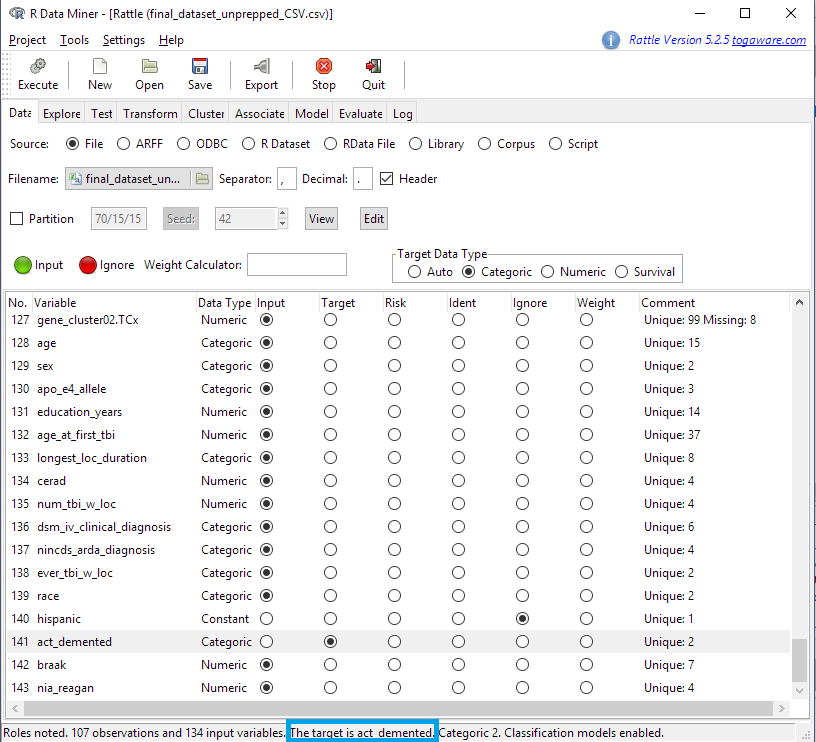 R Data Miner - [Rattle (final_dataset_unprepped_CSV.csv)]
Project Tools Settings Help
Rattle Version 5.2.5 togaware.com
Execute New Open Save Export Stop Quit
Data Explore Test Transform Cluster Associate Model Evaluate Log
Source: File ARFF ODBC R Dataset RData File Library Corpus Script
Filename: final_dataset_un... Separator: , Decimal: . Header
Partition 70/15/15 Seed: 42 View Edit
Target Data Type
Input Ignore Weight Calculator: Auto Categoric Numeric Survival
No. Variable Data Type Input Target Risk Ident Ignore Weight Comment
127 gene_cluster02.TCx Numeric Unique: 99 Missing: 8
128 age Categoric Unique: 15
129 sex Categoric Unique: 2
130 apo_e4_allele Categoric Unique: 3
131 education_years Numeric Unique: 14
132 age_at_first_tbi Numeric Unique: 37
133 longest_loc_duration Categoric Unique: 8
134 cerad Numeric Unique: 4
135 num_tbi_w_loc Numeric Unique: 4
136 dsm_iv_clinical_diagnosis Categoric Unique: 6
137 nincds_arda_diagnosis Categoric Unique: 4
138 ever_tbi_w_loc Categoric Unique: 2
139 race Categoric Unique: 2
140 hispanic Constant Unique: 1
141 act_demented Categoric Unique: 2
142 braak Numeric Unique: 7
143 nia_reagan Numeric Unique: 4
Roles noted. 107 observations and 134 input variables. The target is act_demented. Categoric 2. Classification models enabled.